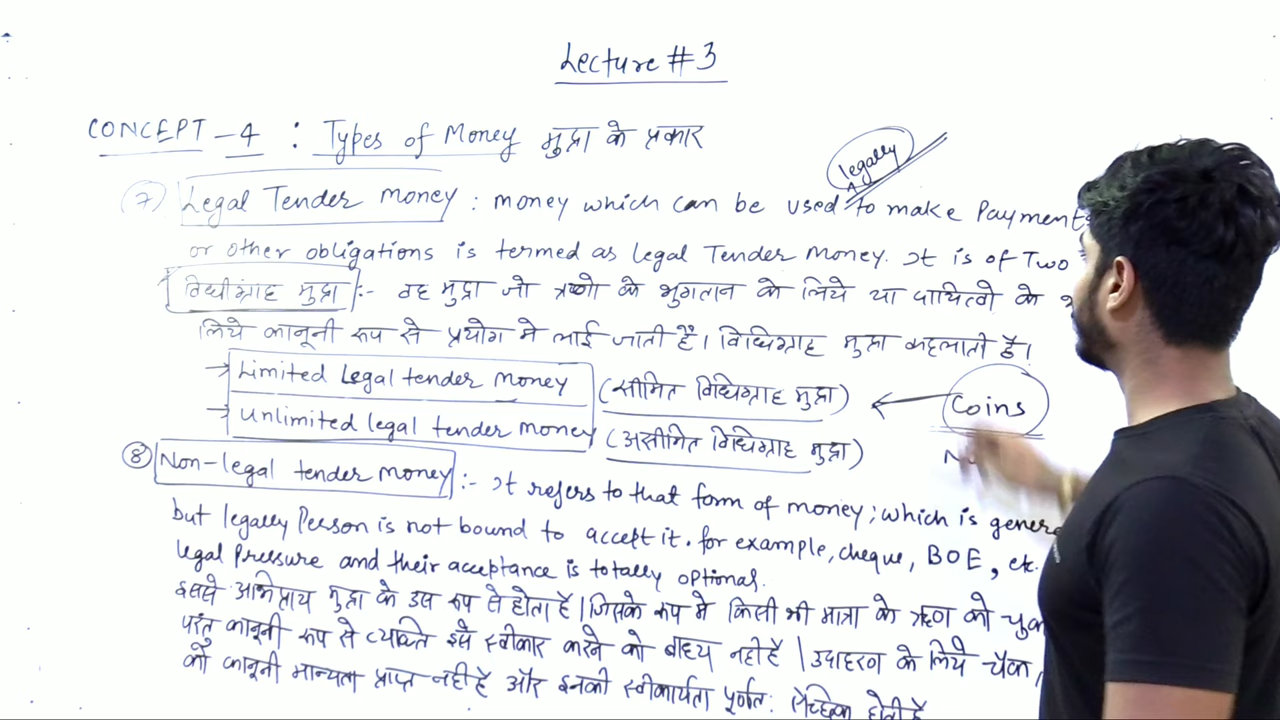 Lecture #3
CONCEPT-4 : Types of Money मुद्रा के प्रकार
legally
(7) Legal Tender money : money which can be used to make Payment
or other obligations is termed as legal Tender money. It is of Two
विधीग्राह मुद्रा :- वह मुद्रा जो ऋणो के भुगतान के लिये या दायित्वो के
लिये कानूनी रूप से प्रयोग मे लाई जाती हैं। विधिग्राह मुद्रा कहलाती है।
→ Limited Legal tender money (सीमित विधिग्राह मुद्रा) ← Coins
→ Unlimited legal tender money (असीमित विधिग्राह मुद्रा)
(8) Non-legal tender money :- It refers to that form of money; which is genera
but legally Person is not bound to accept it. for example, cheque, BOE, etc.
legal Pressure and their acceptance is totally optional.
इससे अभिप्राय मुद्रा के उस रूप से होता है। जिसके रूप मे किसी भी मात्रा के ऋण को चुका
परंतु कानूनी रूप से व्यक्ति इसे स्वीकार करने को बाध्य नही है। उदाहरण के लिये चैक,
को कानूनी मान्यता प्राप्त नही है और इनकी स्वीकार्यता पूर्णत: ऐच्छिक होती है